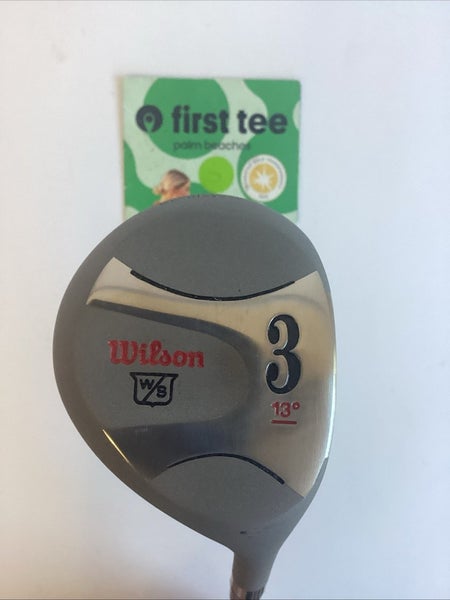 first tee
palm beaches
Wilson
W/S
3
13°